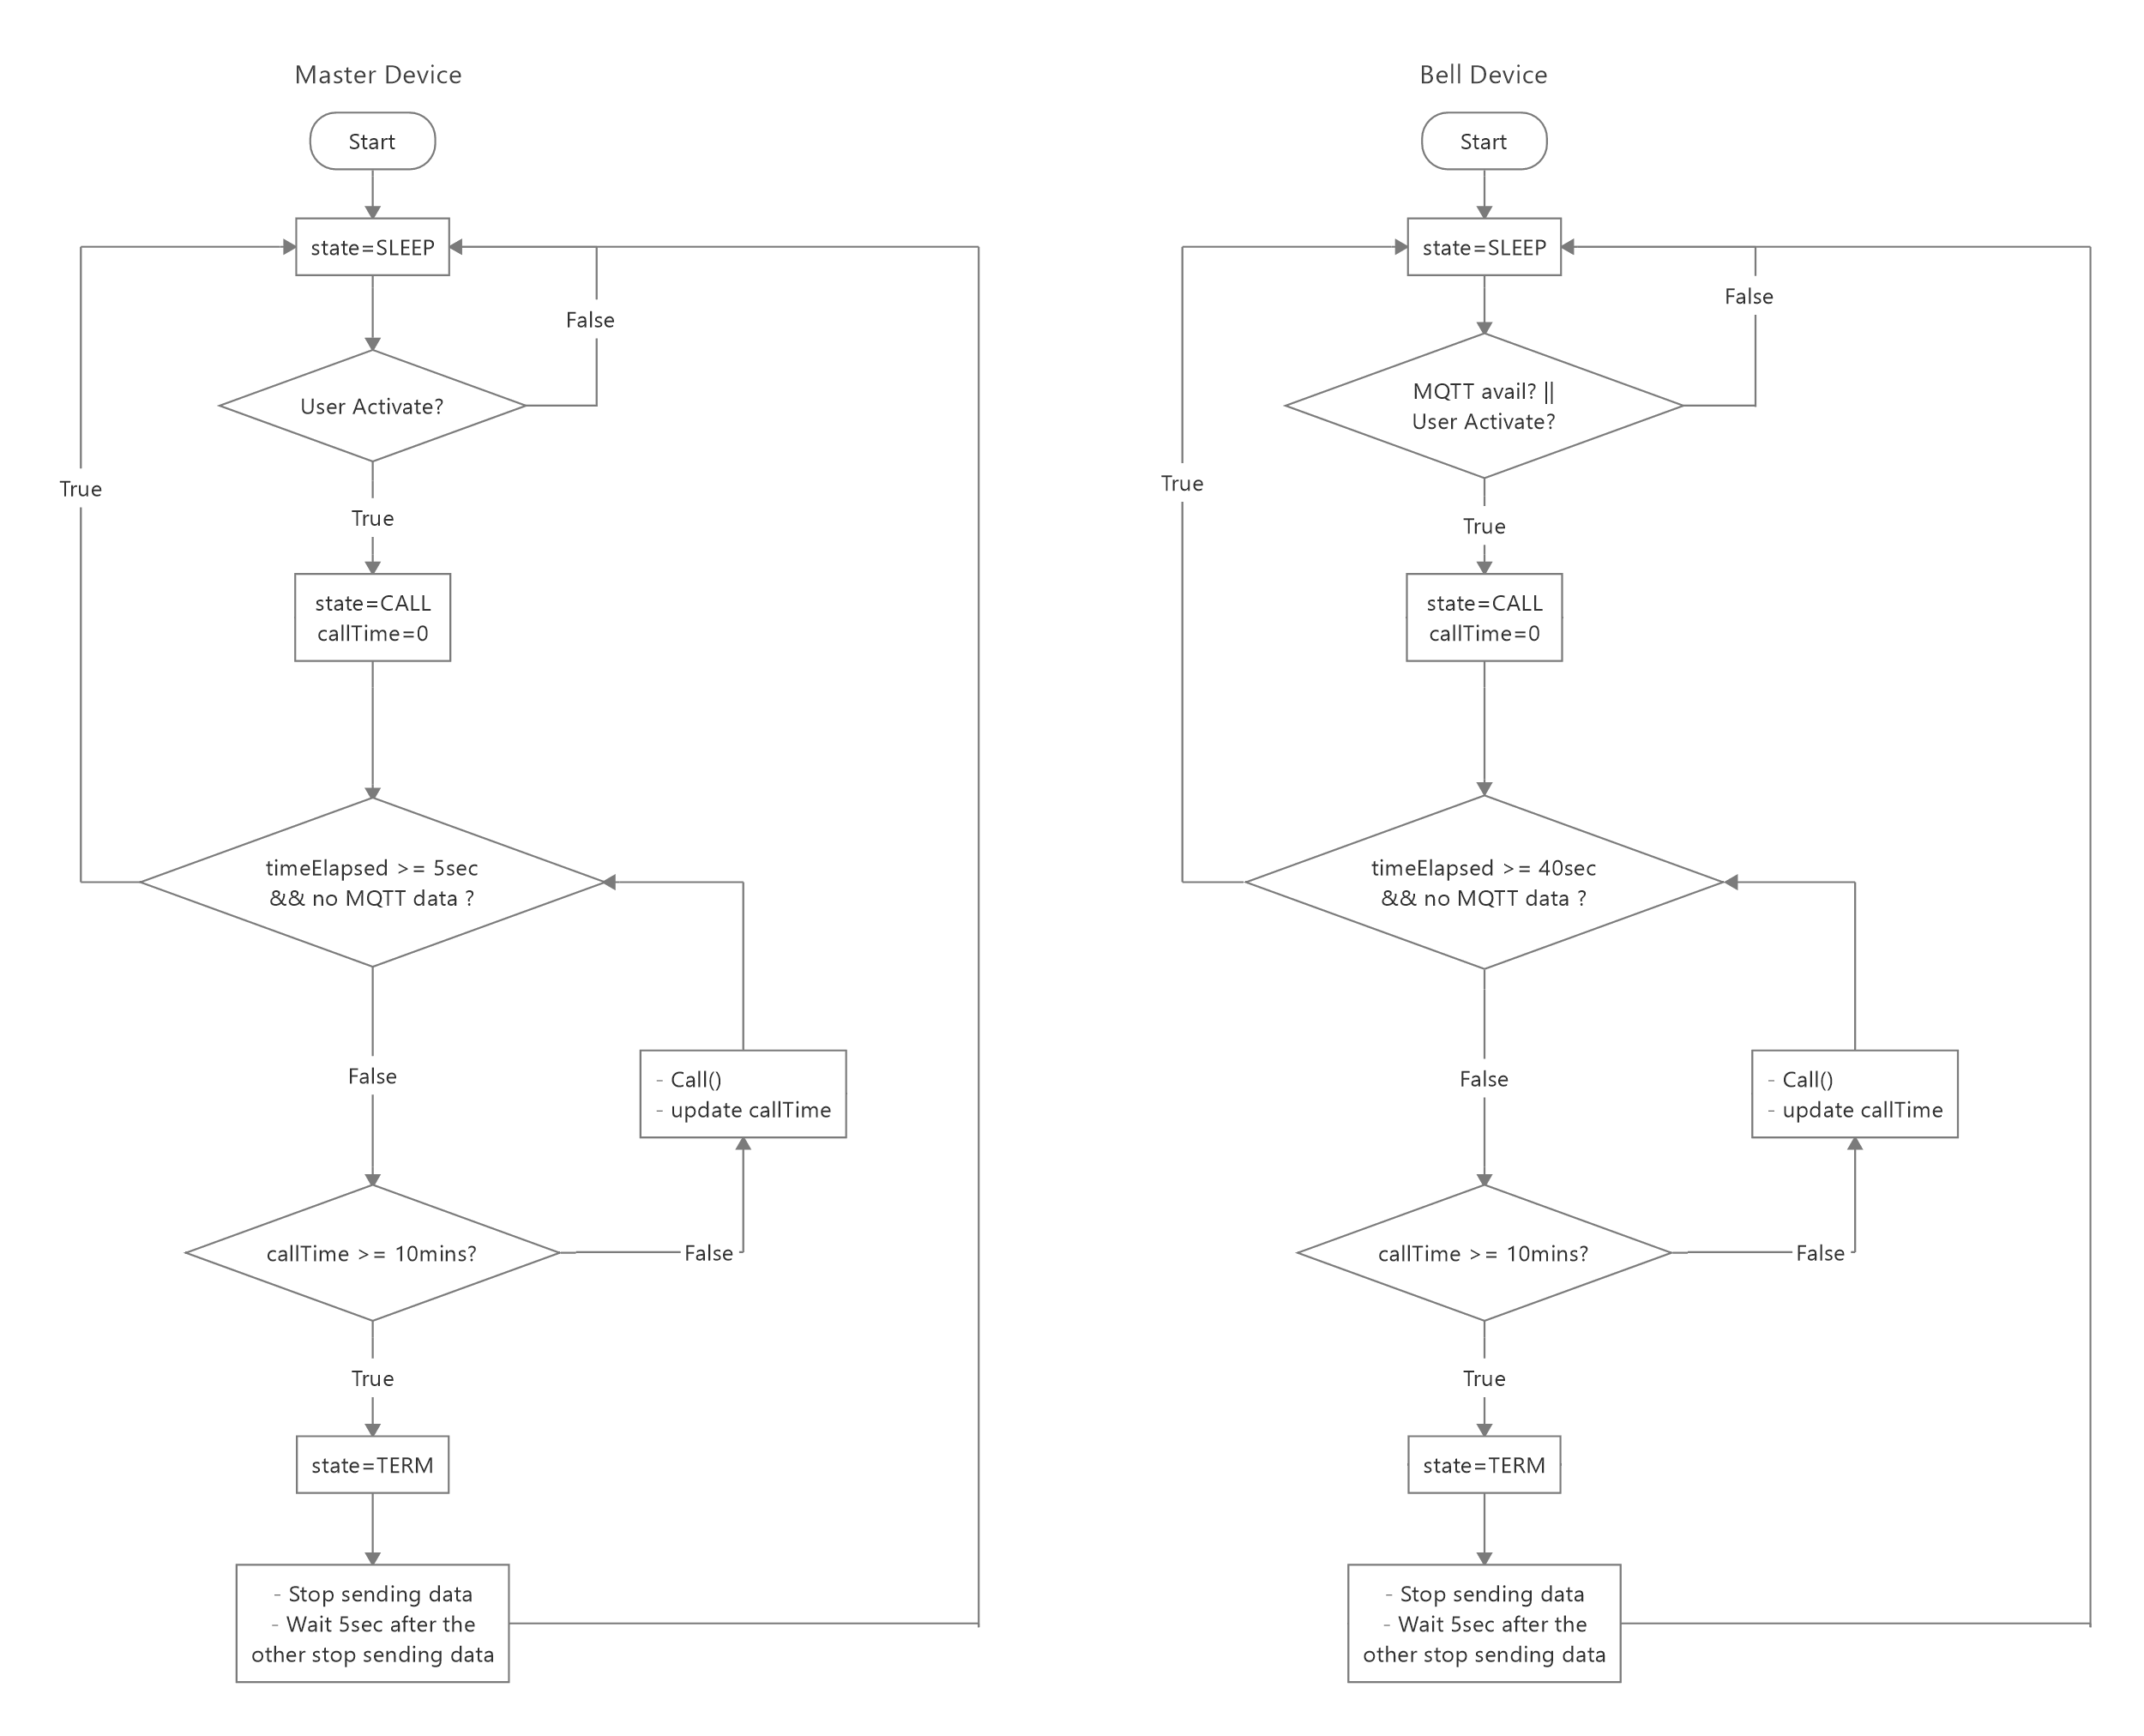 Master Device
Start
state=SLEEP
False
User Activate?
True
True
state=CALL
callTime=0
timeElapsed >= 5sec
&& no MQTT data ?
False
- Call()
- update callTime
callTime >= 10mins?
False
True
state=TERM
- Stop sending data
- Wait 5sec after the
other stop sending data
Bell Device
Start
state=SLEEP
False
MQTT avail? ||
User Activate?
True
True
state=CALL
callTime=0
timeElapsed >= 40sec
&& no MQTT data ?
False
- Call()
- update callTime
callTime >= 10mins?
False
True
state=TERM
- Stop sending data
- Wait 5sec after the
other stop sending data